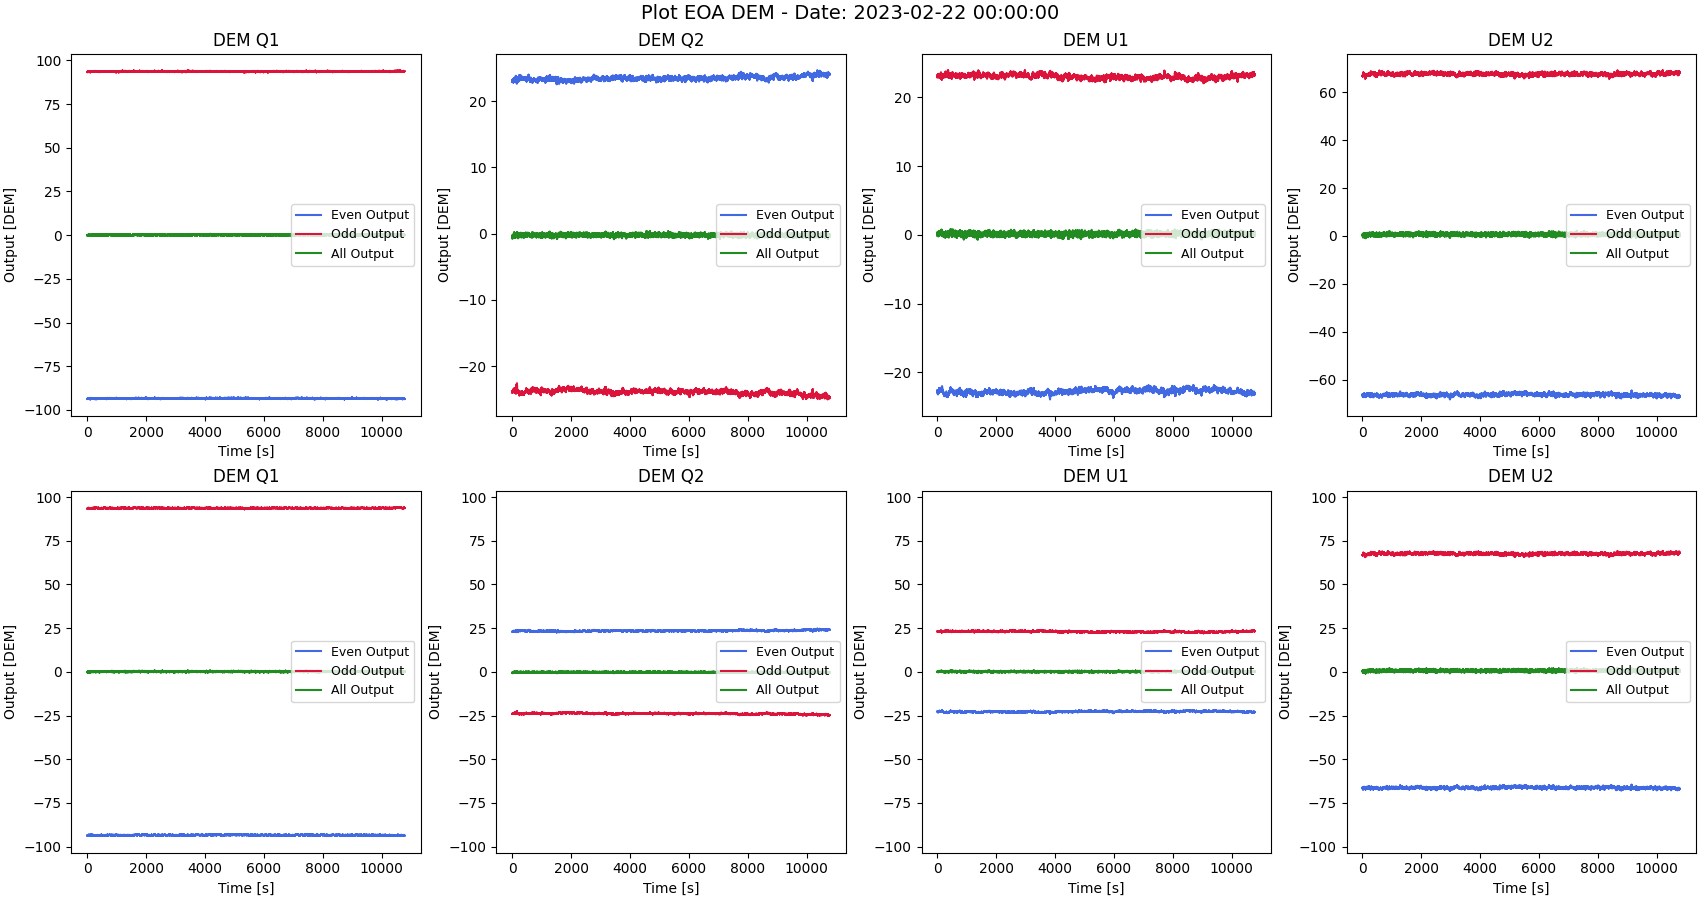 Plot EOA DEM - Date: 2023-02-22 00:00:00
DEM Q1
Output [DEM]
100
75
50
25
0
−25
−50
−75
−100
Even Output
Odd Output
All Output
0 2000 4000 6000 8000 10000
Time [s]
DEM Q2
Output [DEM]
20
10
0
−10
−20
Even Output
Odd Output
All Output
0 2000 4000 6000 8000 10000
Time [s]
DEM U1
Output [DEM]
20
10
0
−10
−20
Even Output
Odd Output
All Output
0 2000 4000 6000 8000 10000
Time [s]
DEM U2
Output [DEM]
60
40
20
0
−20
−40
−60
Even Output
Odd Output
All Output
0 2000 4000 6000 8000 10000
Time [s]
DEM Q1
Output [DEM]
100
75
50
25
0
−25
−50
−75
−100
Even Output
Odd Output
All Output
0 2000 4000 6000 8000 10000
Time [s]
DEM Q2
Output [DEM]
100
75
50
25
0
−25
−50
−75
−100
Even Output
Odd Output
All Output
0 2000 4000 6000 8000 10000
Time [s]
DEM U1
Output [DEM]
100
75
50
25
0
−25
−50
−75
−100
Even Output
Odd Output
All Output
0 2000 4000 6000 8000 10000
Time [s]
DEM U2
Output [DEM]
100
75
50
25
0
−25
−50
−75
−100
Even Output
Odd Output
All Output
0 2000 4000 6000 8000 10000
Time [s]